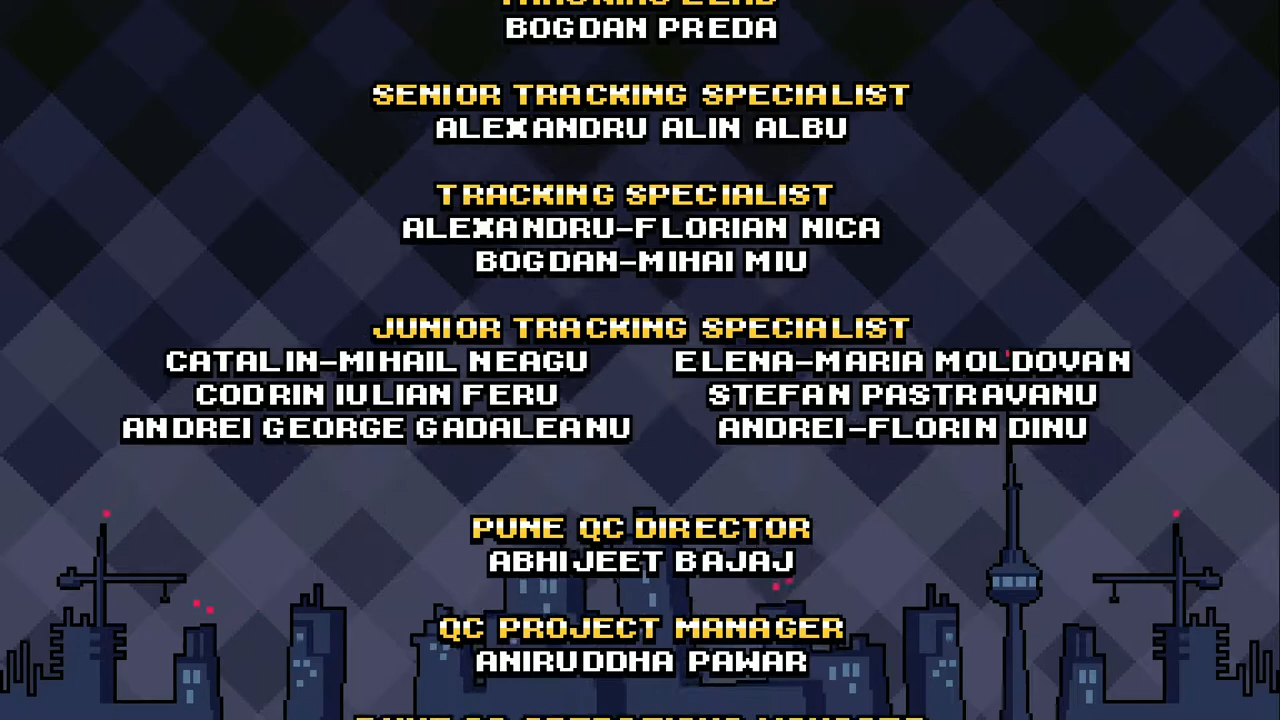 BOGDAN PREDA
SENIOR TRACKING SPECIALIST
ALEXANDRU ALIN ALBU
TRACKING SPECIALIST
ALEXANDRU-FLORIAN NICA
BOGDAN-MIHAI MIU
JUNIOR TRACKING SPECIALIST
CATALIN-MIHAIL NEAGU ELENA-MARIA MOLDOVAN
CODRIN IULIAN FERU STEFAN PASTRAVANU
ANDREI GEORGE GADALEANU ANDREI-FLORIN DINU
PUNE QC DIRECTOR
ABHIJEET BAJAJ
QC PROJECT MANAGER
ANIRUDDHA PAWAR